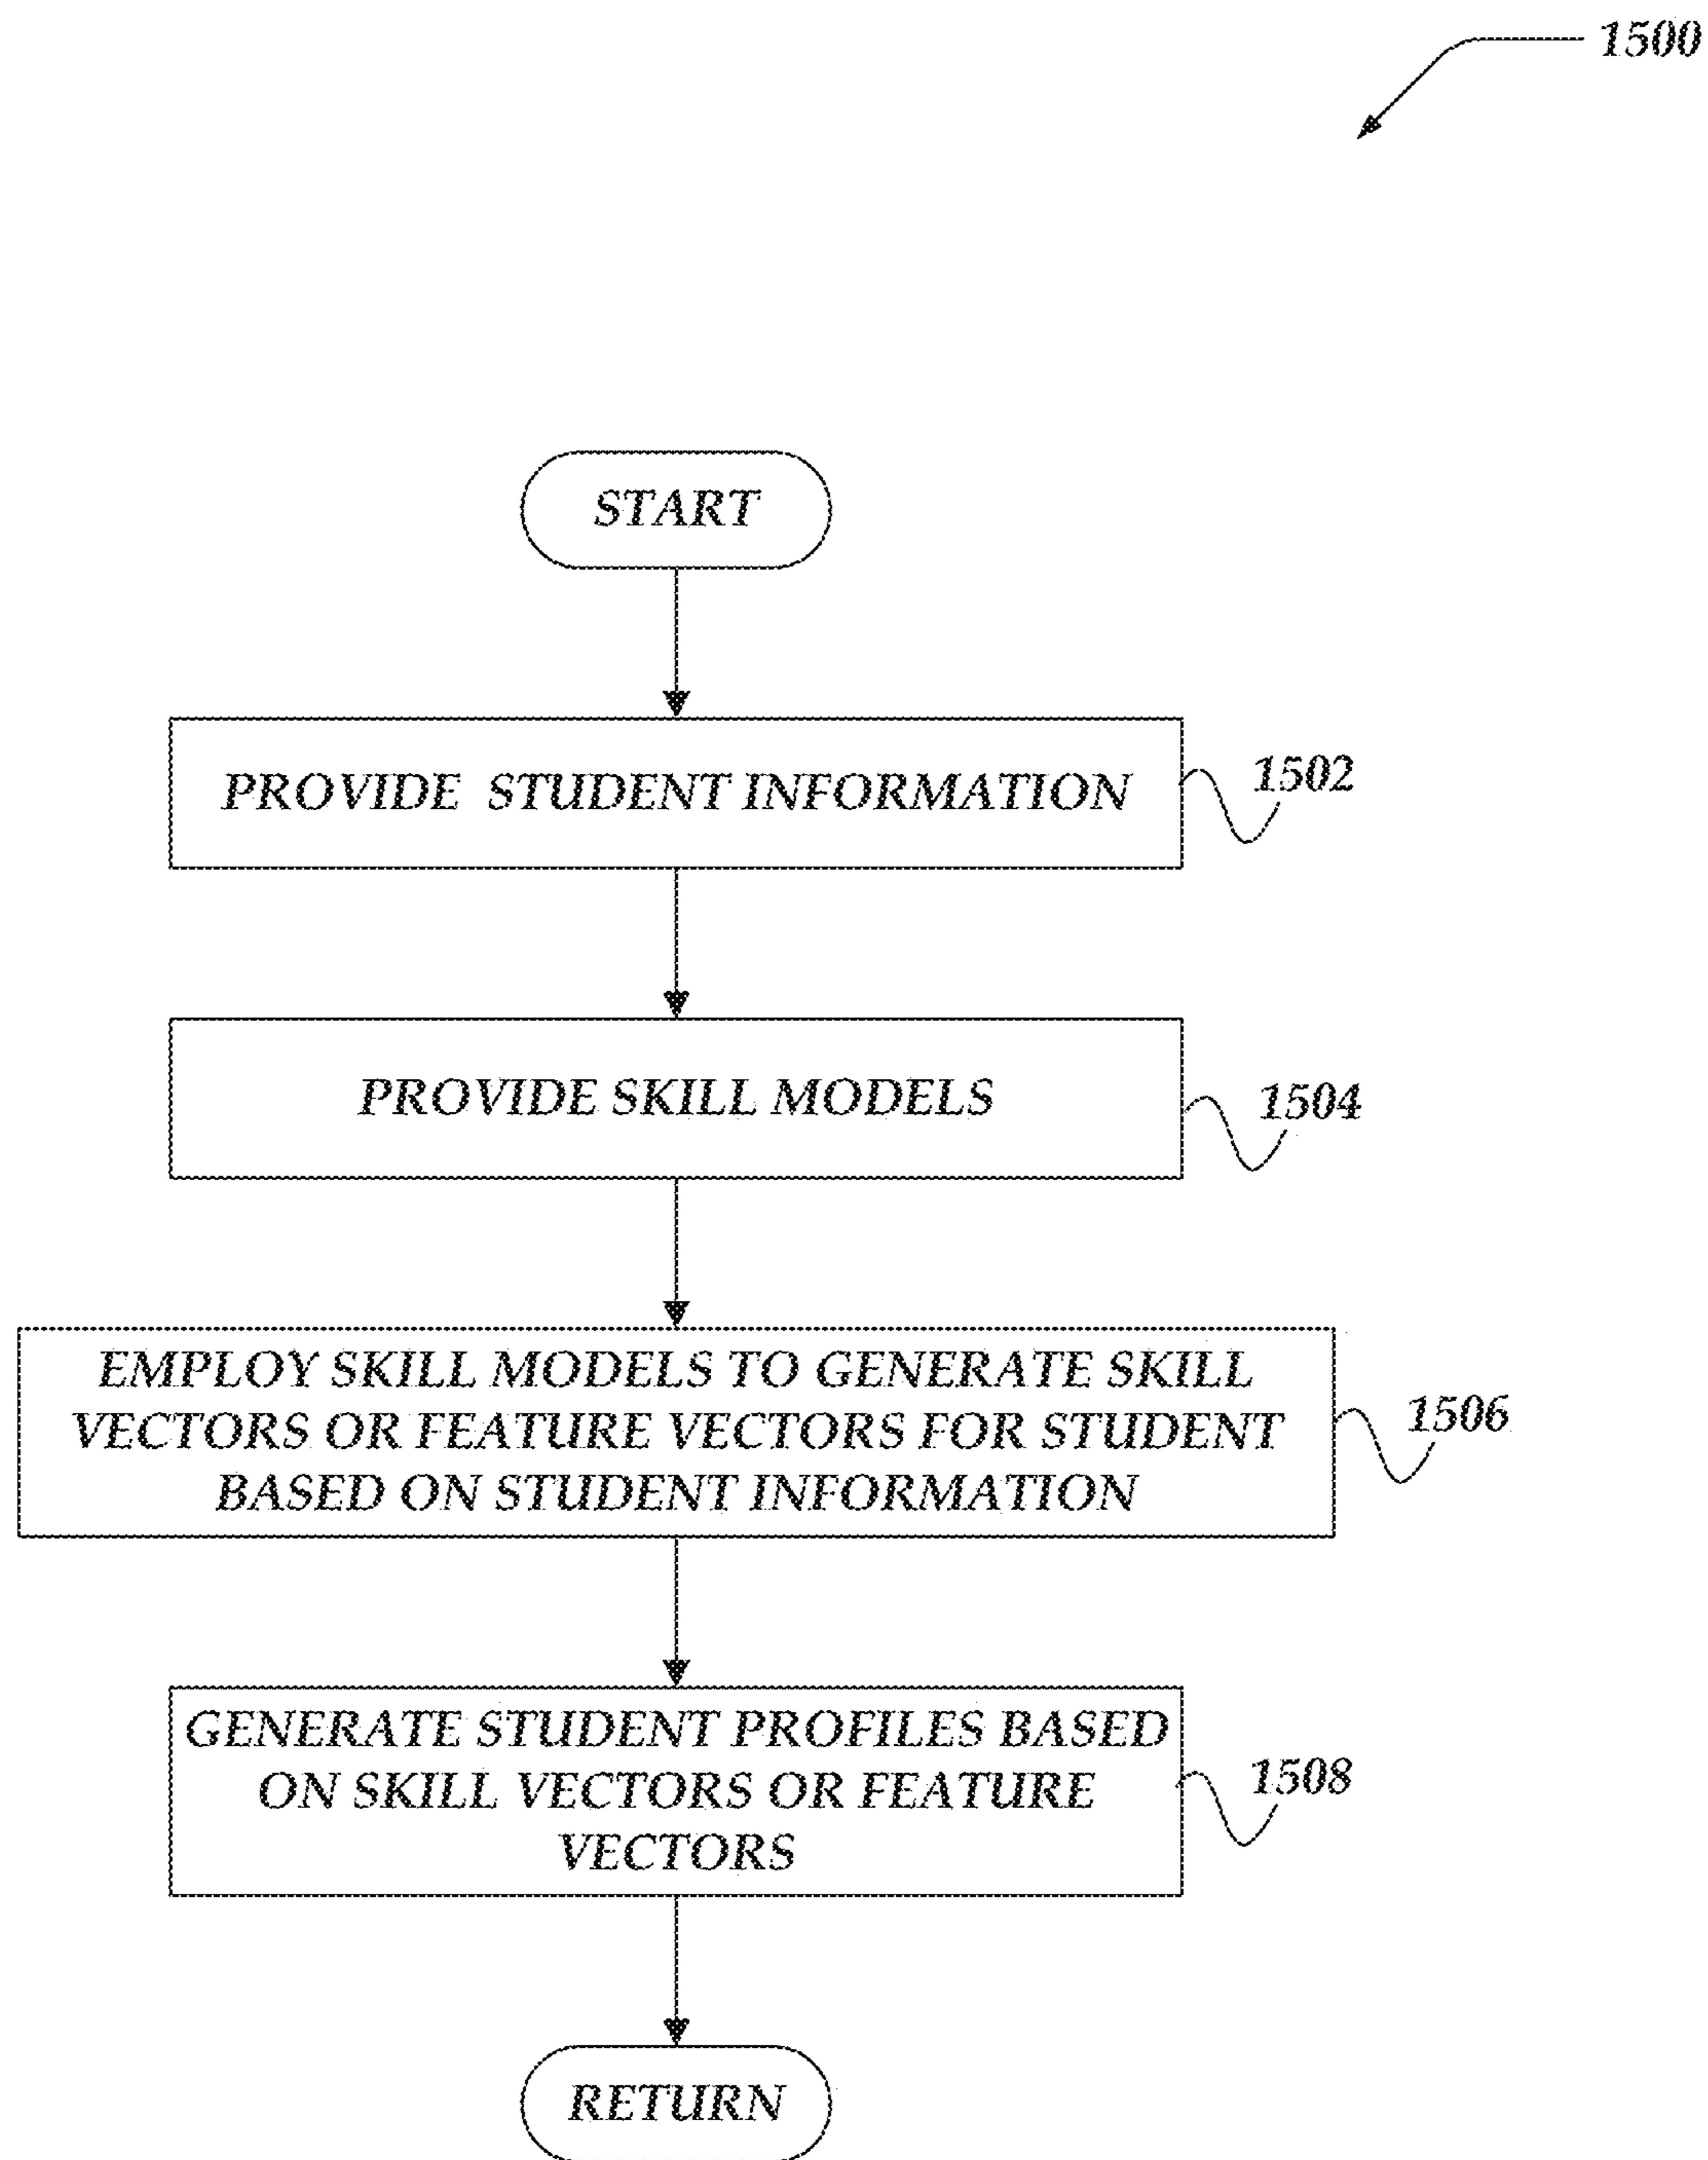 1500
START
PROVIDE STUDENT INFORMATION
1502
PROVIDE SKILL MODELS
1504
EMPLOY SKILL MODELS TO GENERATE SKILL
VECTORS OR FEATURE VECTORS FOR STUDENT
BASED ON STUDENT INFORMATION
1506
GENERATE STUDENT PROFILES BASED
ON SKILL VECTORS OR FEATURE
VECTORS
1508
RETURN